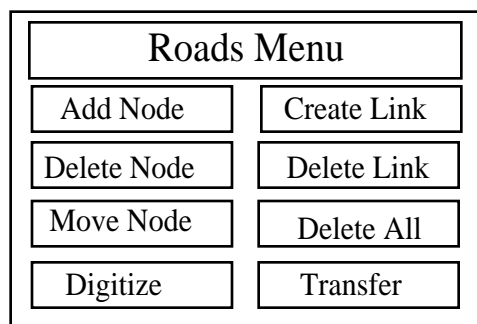 Roads Menu
Add Node Create Link
Delete Node Delete Link
Move Node Delete All
Digitize Transfer